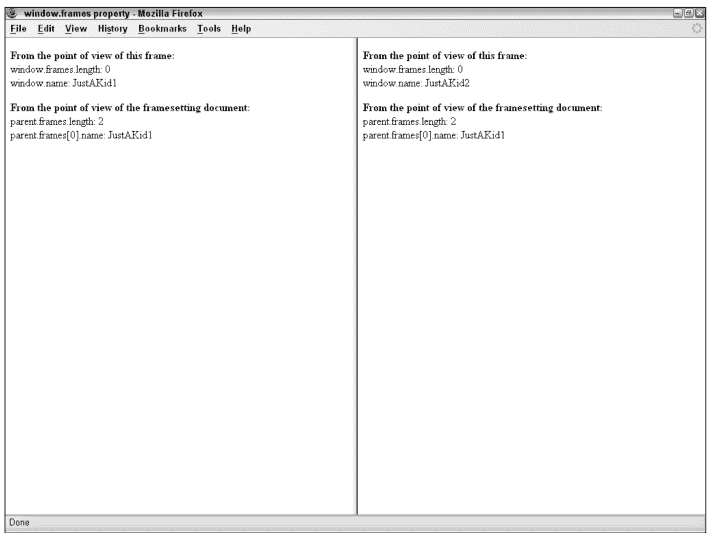 window.frames property - Mozilla Firefox
File Edit View History Bookmarks Tools Help
From the point of view of this frame:
window.frames.length: 0
window.name: JustAKid1
From the point of view of the framesetting document:
parent.frames.length: 2
parent.frames[0].name: JustAKid1
From the point of view of this frame:
window.frames.length: 0
window.name: JustAKid2
From the point of view of the framesetting document:
parent.frames.length: 2
parent.frames[0].name: JustAKid1
Done